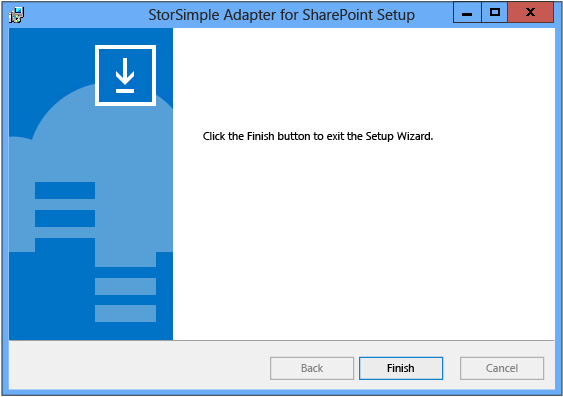 StorSimple Adapter for SharePoint Setup
Click the Finish button to exit the Setup Wizard.
Back
Finish
Cancel